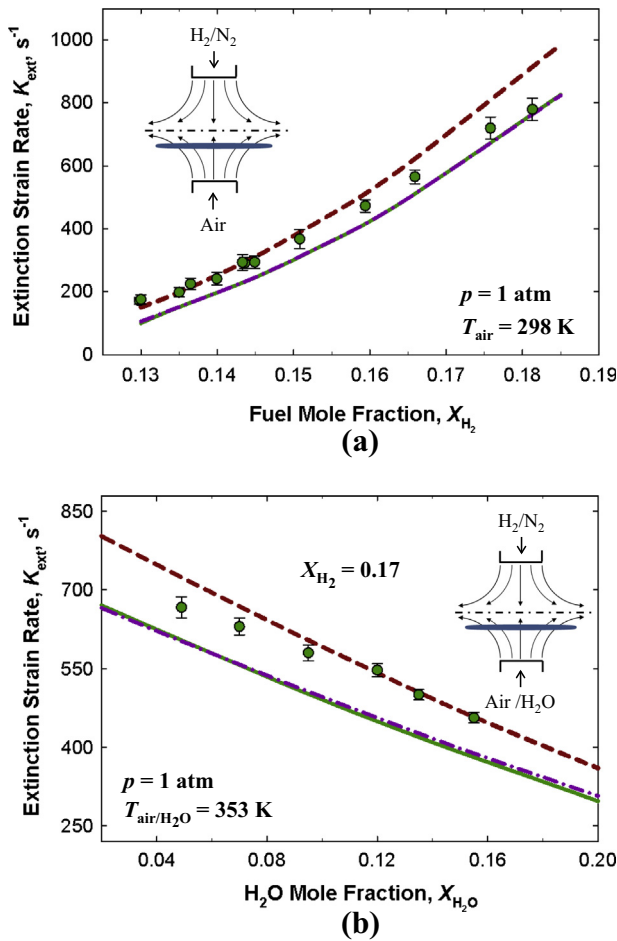 Extinction Strain Rate, Kext, s-1
1000
800
600
400
200
0
H2/N2
Air
p = 1 atm
Tair = 298 K
0.13 0.14 0.15 0.16 0.17 0.18 0.19
Fuel Mole Fraction, XH2
(a)
Extinction Strain Rate, Kext, s-1
850
700
550
400
250
XH2 = 0.17
H2/N2
Air /H2O
p = 1 atm
Tair/H2O = 353 K
0.04 0.08 0.12 0.16 0.20
H2O Mole Fraction, XH2O
(b)